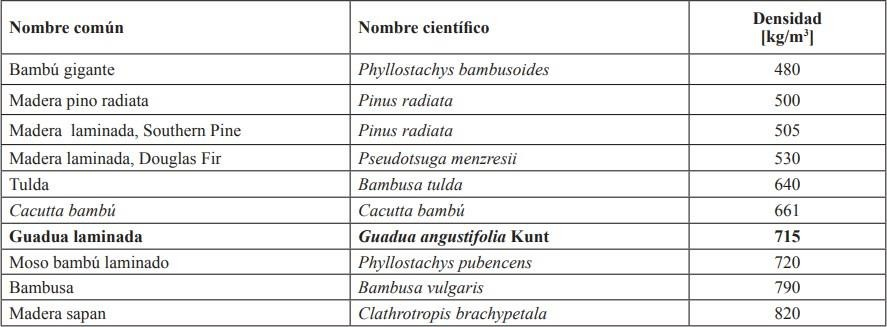 Nombre común Nombre científico Densidad
[kg/m³]
Bambú gigante Phyllostachys bambusoides 480
Madera pino radiata Pinus radiata 500
Madera laminada, Southern Pine Pinus radiata 505
Madera laminada, Douglas Fir Pseudotsuga menzresii 530
Tulda Bambusa tulda 640
Cacutta bambú Cacutta bambú 661
Guadua laminada Guadua angustifolia Kunt 715
Moso bambú laminado Phyllostachys pubencens 720
Bambusa Bambusa vulgaris 790
Madera sapan Clathrotropis brachypetala 820